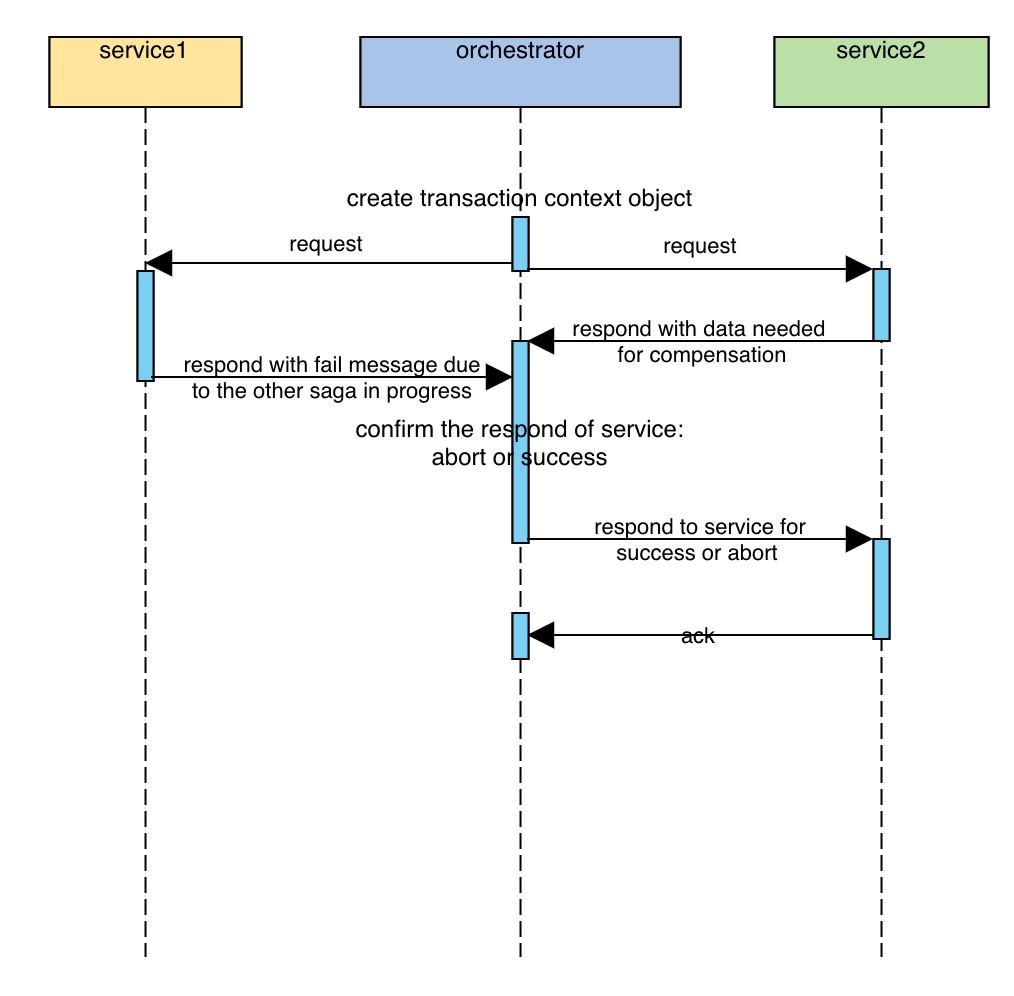 service1
orchestrator
service2
create transaction context object
request
request
respond with data needed
for compensation
respond with fail message due
to the other saga in progress
confirm the respond of service:
abort or success
respond to service for
success or abort
ack